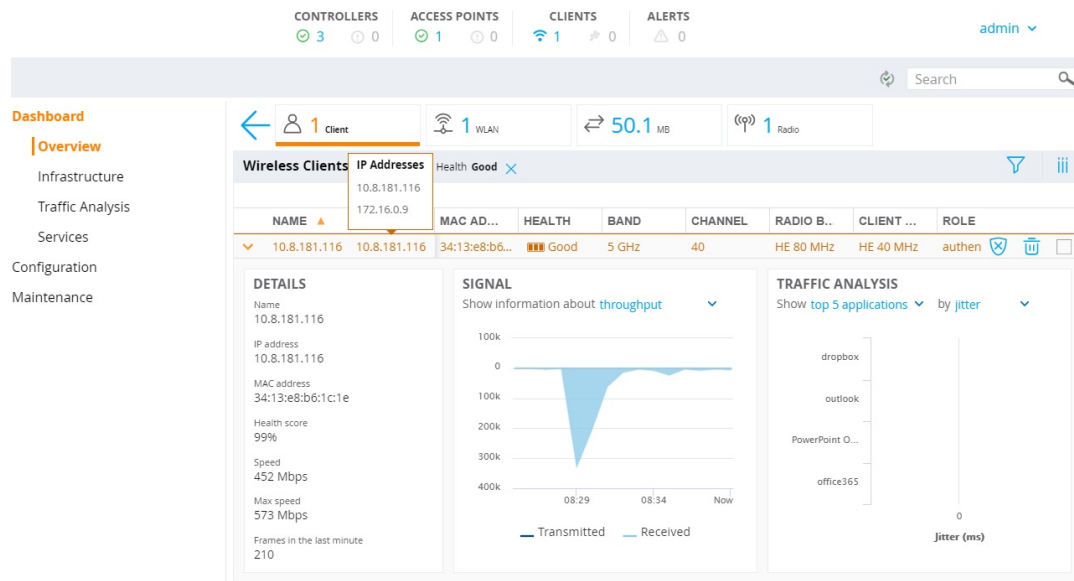 CONTROLLERS ACCESS POINTS CLIENTS ALERTS
3 0 1 0 1 0 0
admin
Search
Dashboard
Overview
Infrastructure
Traffic Analysis
Services
Configuration
Maintenance
1 Client 1 WLAN 50.1 MB 1 Radio
Wireless Clients Health Good
IP Addresses
10.8.181.116
172.16.0.9
NAME MAC AD... HEALTH BAND CHANNEL RADIO B... CLIENT ... ROLE
10.8.181.116 10.8.181.116 34:13:e8:b6... Good 5 GHz 40 HE 80 MHz HE 40 MHz authen
DETAILS
Name
10.8.181.116
IP address
10.8.181.116
MAC address
34:13:e8:b6:1c:1e
Health score
99%
Speed
452 Mbps
Max speed
573 Mbps
Frames in the last minute
210
SIGNAL
Show information about throughput
100k
0
100k
200k
300k
400k
08:29 08:34 Now
Transmitted Received
TRAFFIC ANALYSIS
Show top 5 applications by jitter
dropbox
outlook
PowerPoint O...
office365
0
Jitter (ms)